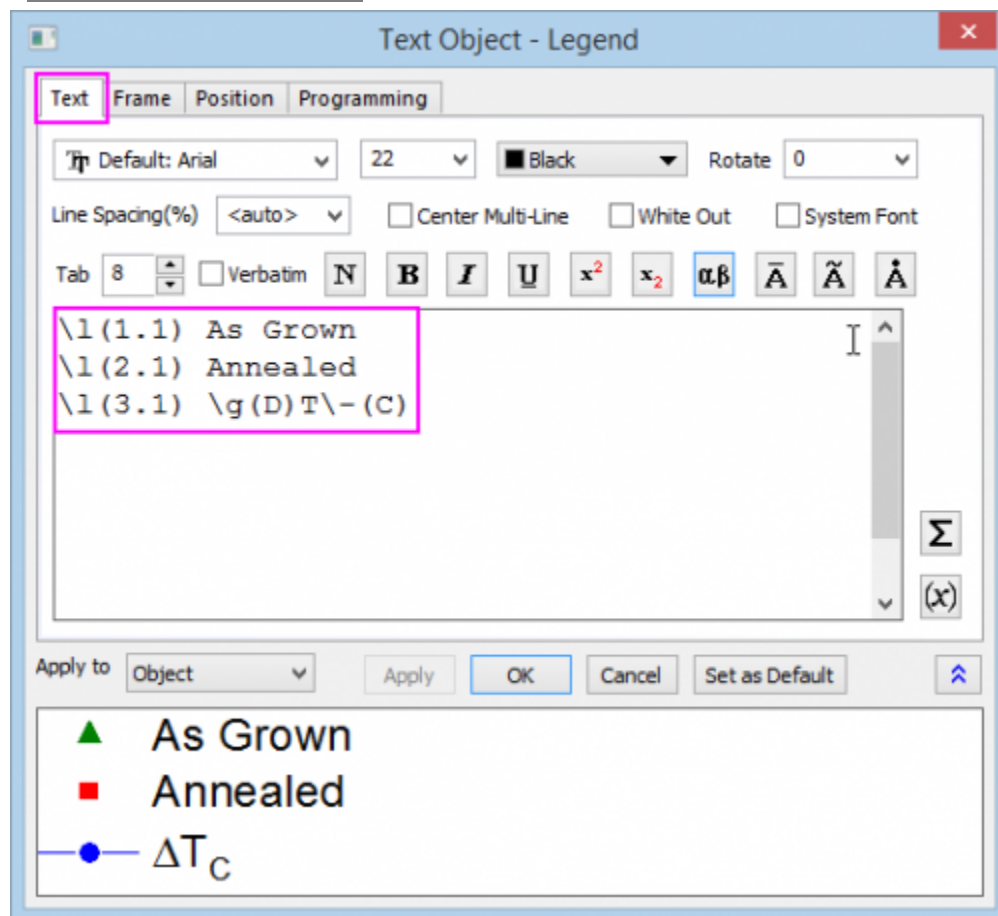 Text Object - Legend
Text Frame Position Programming
Default: Arial 22 Black Rotate 0
Line Spacing(%) <auto> Center Multi-Line White Out System Font
Tab 8 Verbatim N B I U x² x₂ αβ Ā Ã Å
\l(1.1) As Grown
\l(2.1) Annealed
\l(3.1) \g(D)T\-(C)
Σ
(x)
Apply to Object Apply OK Cancel Set as Default
As Grown
Annealed
ΔT_C